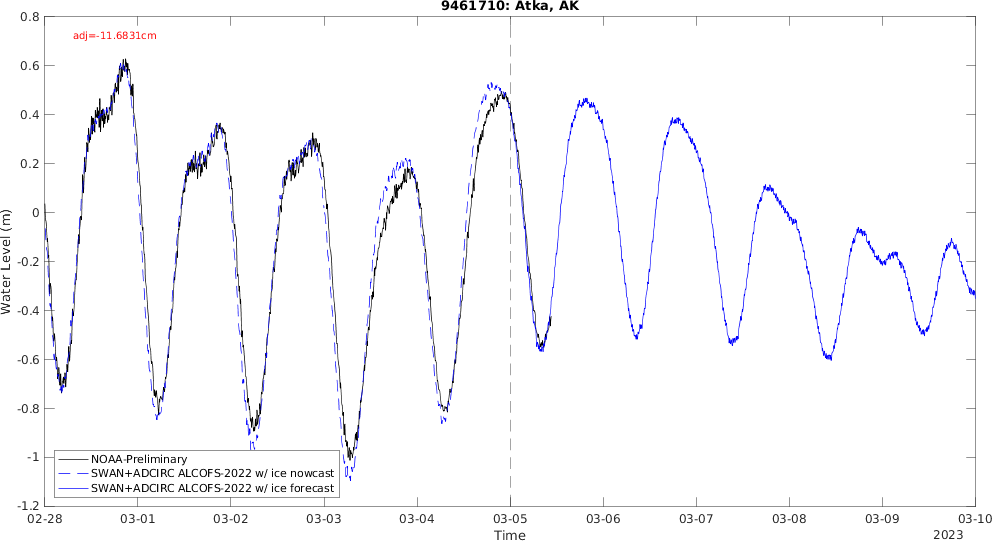 9461710: Atka, AK
adj=-11.6831cm
0.8
0.6
0.4
0.2
0
-0.2
-0.4
-0.6
-0.8
-1
-1.2
Water Level (m)
NOAA-Preliminary
SWAN+ADCIRC ALCOFS-2022 w/ ice nowcast
SWAN+ADCIRC ALCOFS-2022 w/ ice forecast
02-28 03-01 03-02 03-03 03-04 03-05 03-06 03-07 03-08 03-09 03-10
Time
2023